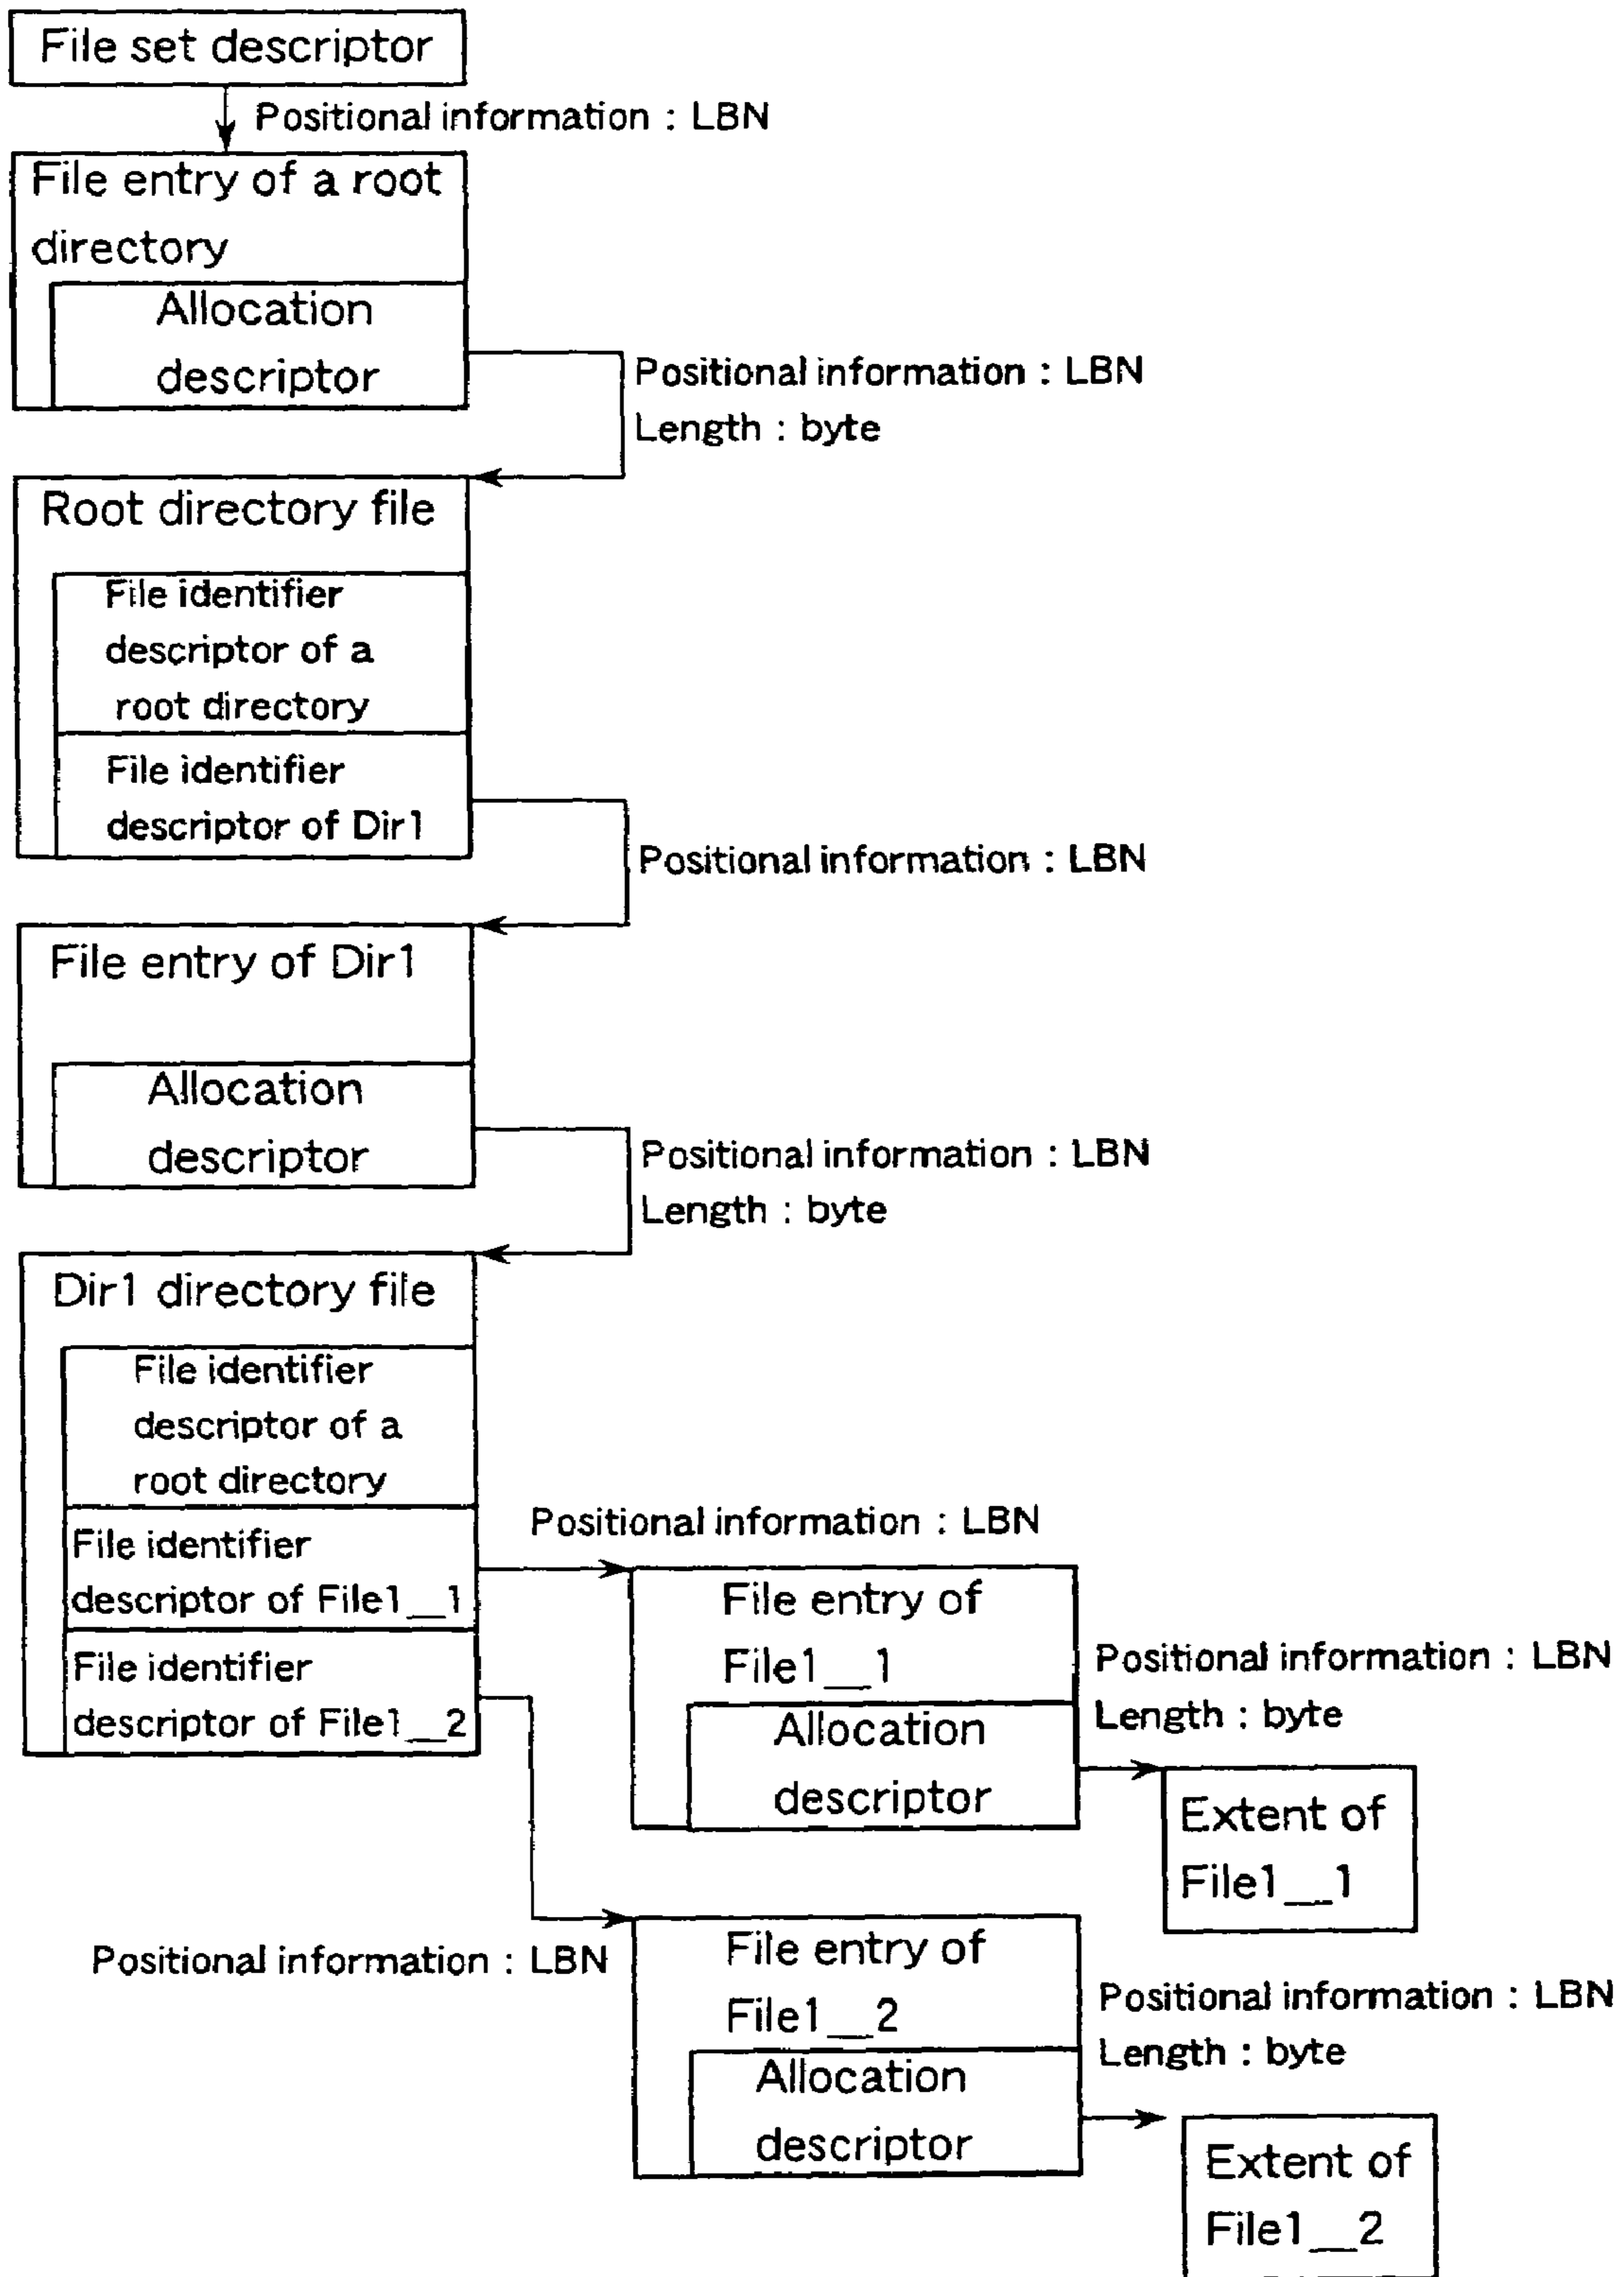 File set descriptor
Positional information : LBN
File entry of a root
directory
Allocation
descriptor
Positional information : LBN
Length : byte
Root directory file
File identifier
descriptor of a
root directory
File identifier
descriptor of Dir1
Positional information : LBN
File entry of Dir1
Allocation
descriptor
Positional information : LBN
Length : byte
Dir1 directory file
File identifier
descriptor of a
root directory
File identifier
descriptor of File1__1
File identifier
descriptor of File1__2
Positional information : LBN
File entry of
File1__1
Allocation
descriptor
Positional information : LBN
Length : byte
Extent of
File1__1
Positional information : LBN
File entry of
File1__2
Allocation
descriptor
Positional information : LBN
Length : byte
Extent of
File1__2